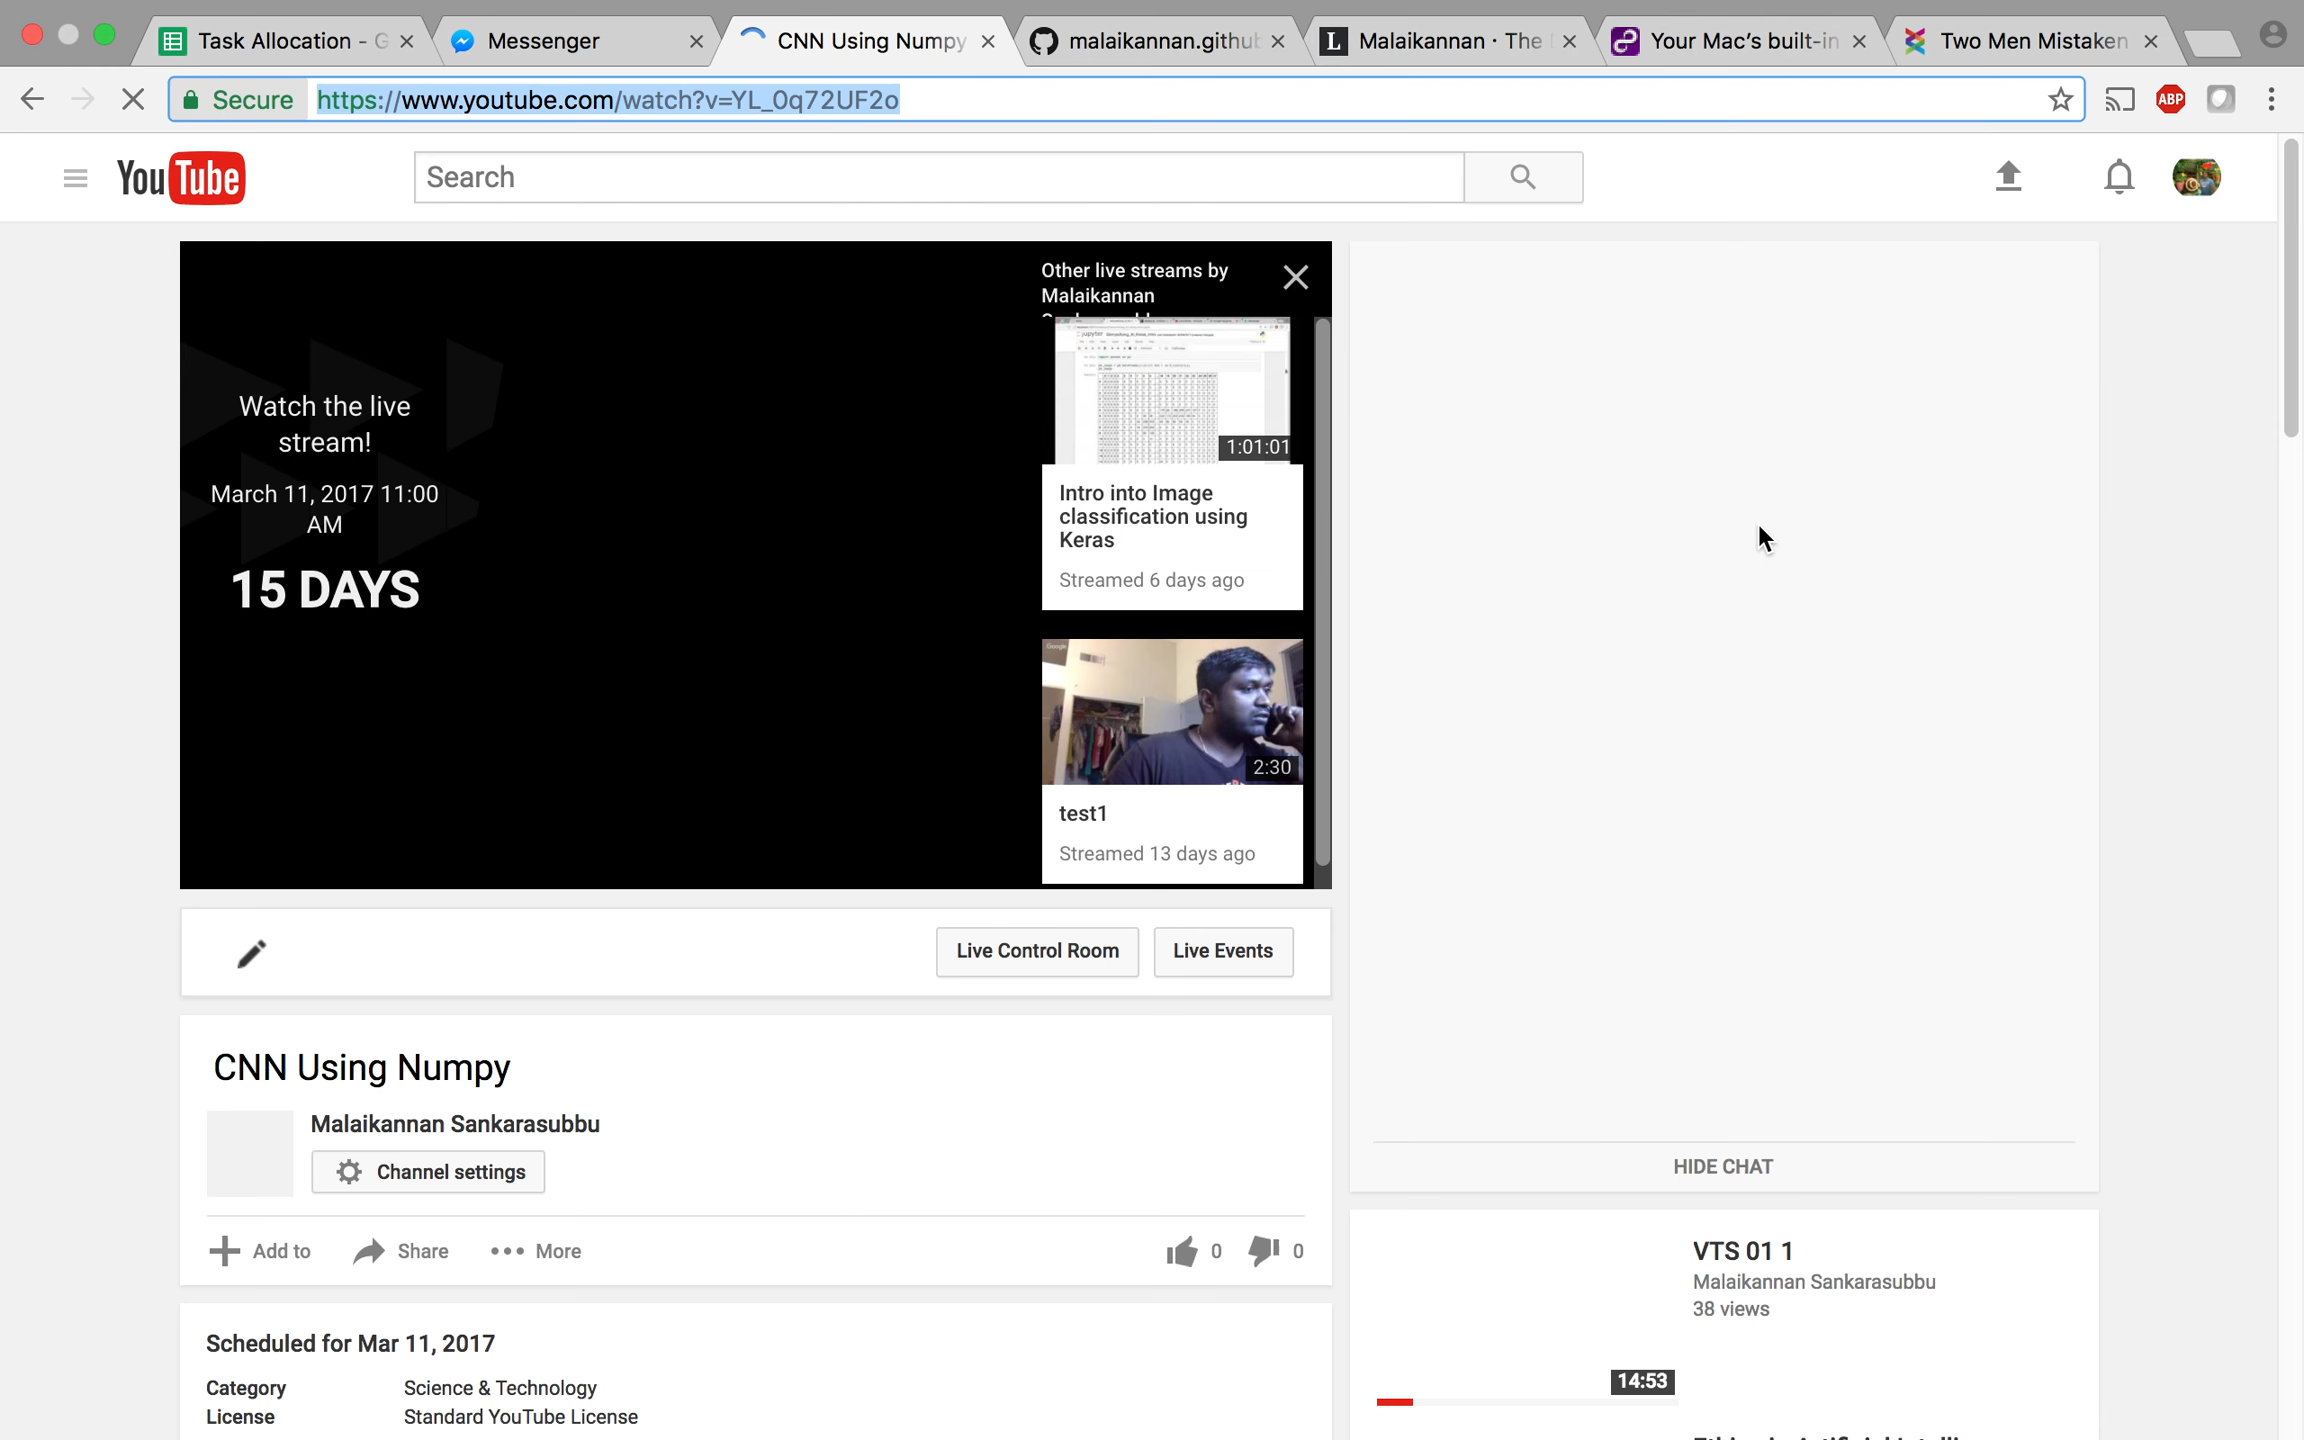 Task Allocation - G
Messenger
CNN Using Numpy
malaikannan.github
Malaikannan · The
Your Mac's built-in
Two Men Mistaken
Secure https://www.youtube.com/watch?v=YL_0q72UF2o
ABP
YouTube
Search
Watch the live
stream!
March 11, 2017 11:00
AM
15 DAYS
Other live streams by
Malaikannan
1:01:01
Intro into Image
classification using
Keras
Streamed 6 days ago
Google
2:30
test1
Streamed 13 days ago
Live Control Room
Live Events
CNN Using Numpy
Malaikannan Sankarasubbu
Channel settings
Add to
Share
More
0
0
Scheduled for Mar 11, 2017
Category Science & Technology
License Standard YouTube License
HIDE CHAT
VTS 01 1
Malaikannan Sankarasubbu
38 views
14:53